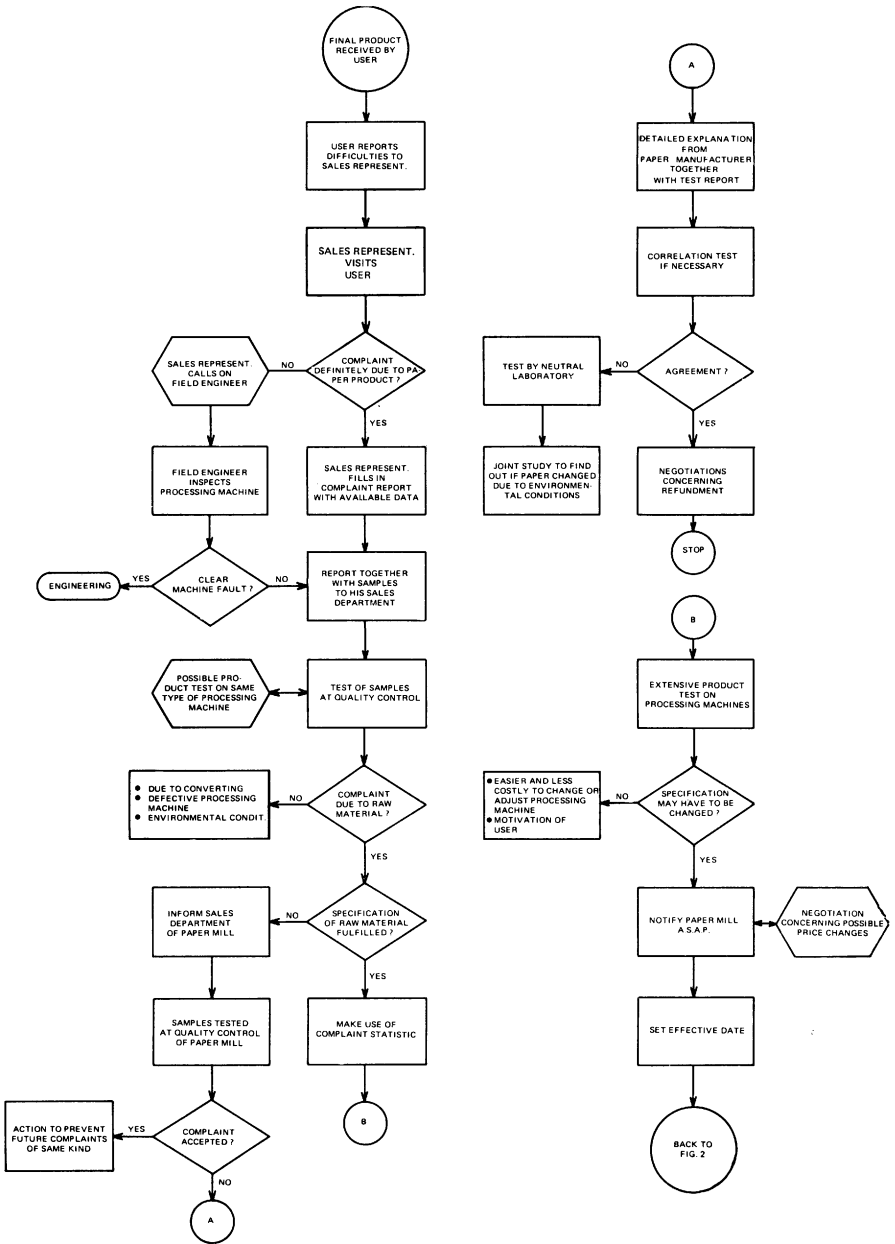 FINAL PRODUCT
RECEIVED BY
USER
USER REPORTS
DIFFICULTIES TO
SALES REPRESENT.
SALES REPRESENT.
VISITS
USER
COMPLAINT
DEFINITELY DUE TO PA-
PER PRODUCT ?
NO
SALES REPRESENT.
CALLS ON
FIELD ENGINEER
YES
FIELD ENGINEER
INSPECTS
PROCESSING MACHINE
SALES REPRESENT.
FILLS IN
COMPLAINT REPORT
WITH AVAILABLE DATA
CLEAR
MACHINE FAULT ?
YES
ENGINEERING
NO
REPORT TOGETHER
WITH SAMPLES
TO HIS SALES
DEPARTMENT
POSSIBLE PRO-
DUCT TEST ON SAME
TYPE OF PROCESSING
MACHINE
TEST OF SAMPLES
AT QUALITY CONTROL
COMPLAINT
DUE TO RAW
MATERIAL ?
NO
● DUE TO CONVERTING
● DEFECTIVE PROCESSING
MACHINE
● ENVIRONMENTAL CONDIT.
YES
SPECIFICATION
OF RAW MATERIAL
FULFILLED ?
NO
INFORM SALES
DEPARTMENT
OF PAPER MILL
YES
SAMPLES TESTED
AT QUALITY CONTROL
OF PAPER MILL
MAKE USE OF
COMPLAINT STATISTIC
B
COMPLAINT
ACCEPTED ?
YES
ACTION TO PREVENT
FUTURE COMPLAINTS
OF SAME KIND
NO
A
A
DETAILED EXPLANATION
FROM
PAPER MANUFACTURER
TOGETHER
WITH TEST REPORT
CORRELATION TEST
IF NECESSARY
AGREEMENT ?
NO
TEST BY NEUTRAL
LABORATORY
JOINT STUDY TO FIND
OUT IF PAPER CHANGED
DUE TO ENVIRONMEN-
TAL CONDITIONS
YES
NEGOTIATIONS
CONCERNING
REFUNDMENT
STOP
B
EXTENSIVE PRODUCT
TEST ON
PROCESSING MACHINES
SPECIFICATION
MAY HAVE TO BE
CHANGED ?
NO
● EASIER AND LESS
COSTLY TO CHANGE OR
ADJUST PROCESSING
MACHINE
● MOTIVATION OF
USER
YES
NOTIFY PAPER MILL
A.S.A.P.
NEGOTIATION
CONCERNING POSSIBLE
PRICE CHANGES
SET EFFECTIVE DATE
BACK TO
FIG. 2